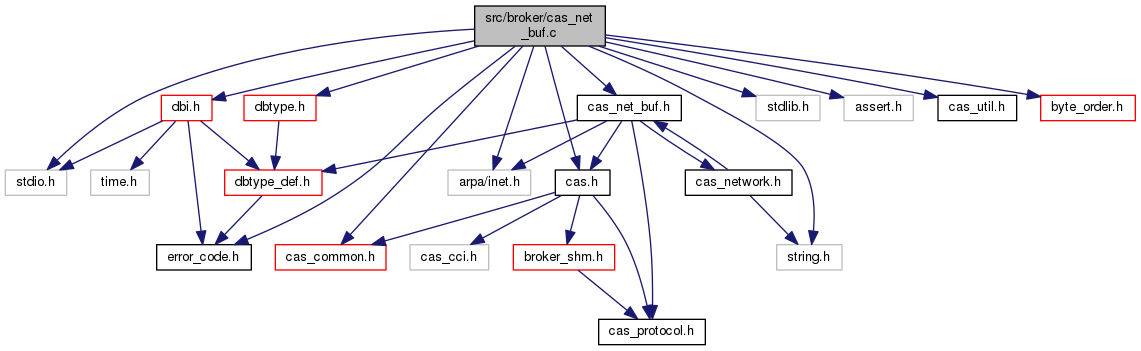 src/broker/cas_net
_buf.c
dbi.h
dbtype.h
cas_net_buf.h
stdlib.h
assert.h
cas_util.h
byte_order.h
stdio.h
time.h
dbtype_def.h
arpa/inet.h
cas.h
cas_network.h
error_code.h
cas_common.h
cas_cci.h
broker_shm.h
string.h
cas_protocol.h